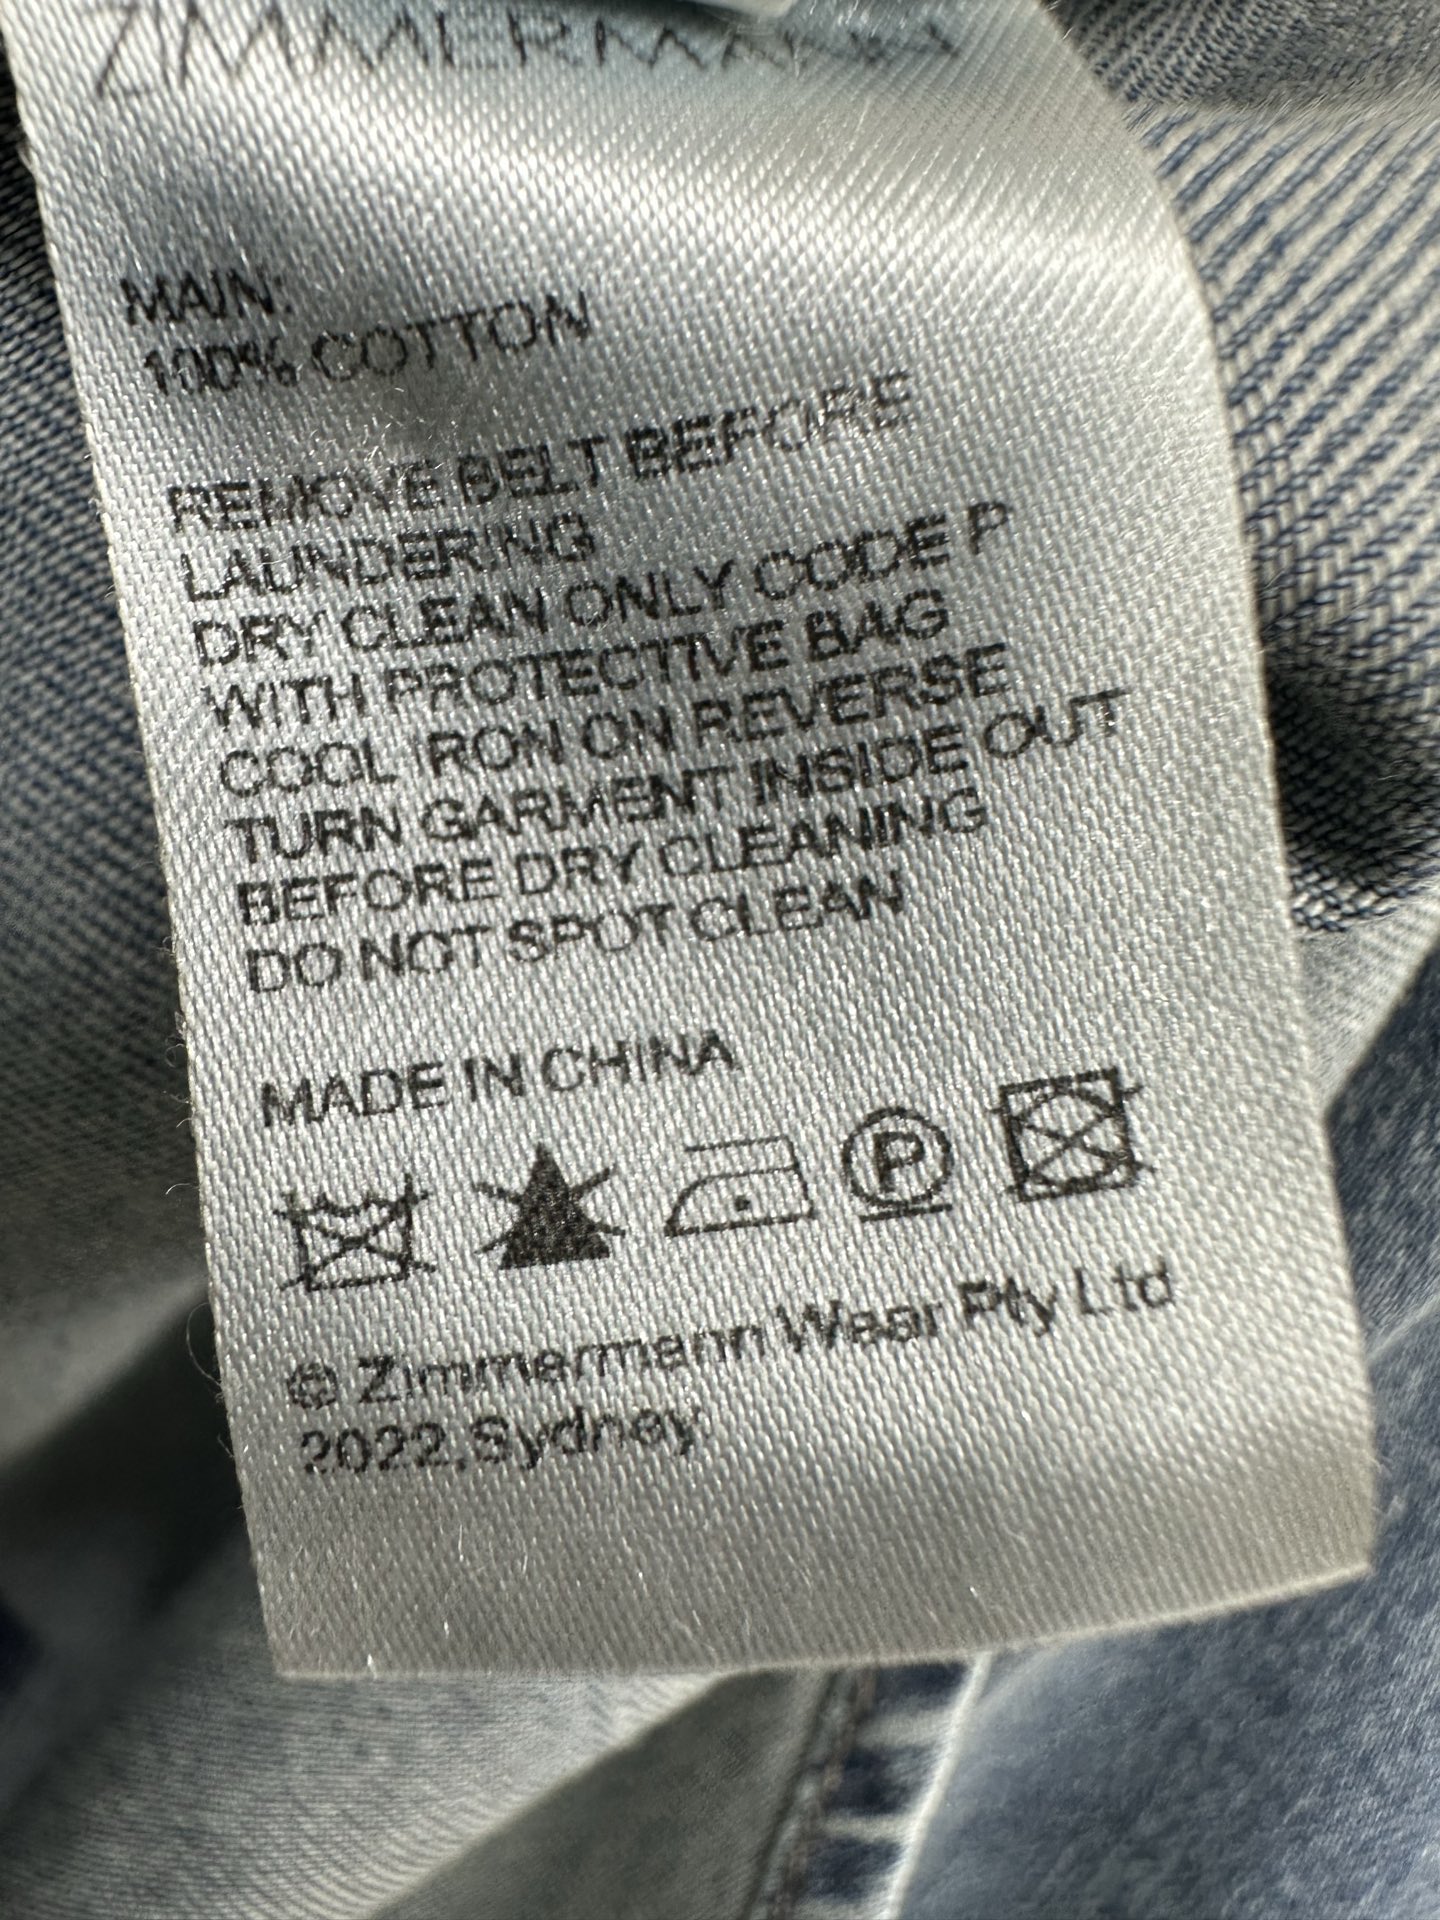 ZIMMERMANN
MAIN:
100% COTTON
REMOVE BELT BEFORE
LAUNDERING
DRY CLEAN ONLY CODE P
WITH PROTECTIVE BAG
COOL IRON ON REVERSE
TURN GARMENT INSIDE OUT
BEFORE DRY CLEANING
DO NOT SPOT CLEAN
MADE IN CHINA
P
© Zimmermann Wear Pty Ltd
2022, Sydney